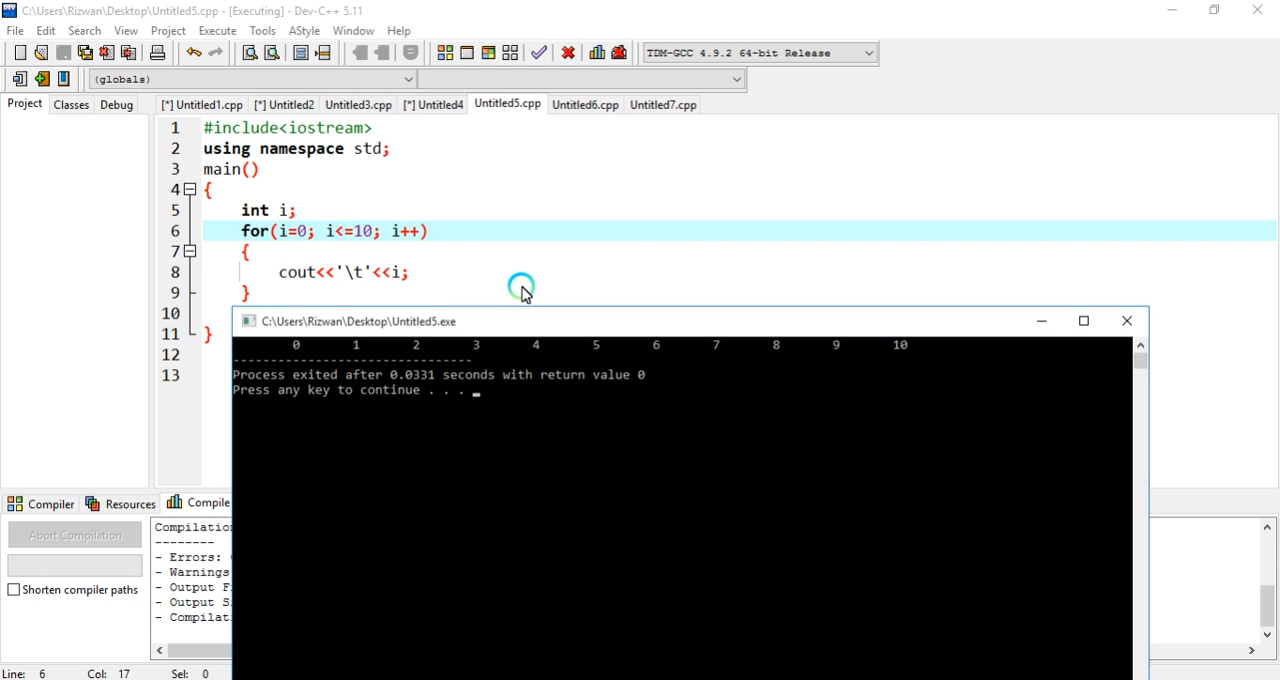 C:\Users\Rizwan\Desktop\Untitled5.cpp - [Executing] - Dev-C++ 5.11
File Edit Search View Project Execute Tools AStyle Window Help
TDM-GCC 4.9.2 64-bit Release
(globals)
Project Classes Debug [*] Untitled1.cpp [*] Untitled2 Untitled3.cpp [*] Untitled4 Untitled5.cpp Untitled6.cpp Untitled7.cpp
1 #include<iostream>
2 using namespace std;
3 main()
4 {
5 int i;
6 for(i=0; i<=10; i++)
7 {
8 cout<<'\t'<<i;
9 }
10
11 }
12
13
C:\Users\Rizwan\Desktop\Untitled5.exe
0 1 2 3 4 5 6 7 8 9 10
--------------------------------
Process exited after 0.0331 seconds with return value 0
Press any key to continue . . .
Compiler Resources Compile
Abort Compilation
Shorten compiler paths
Compilation
--------
- Errors:
- Warnings
- Output F
- Output S
- Compilat
Line: 6 Col: 17 Sel: 0